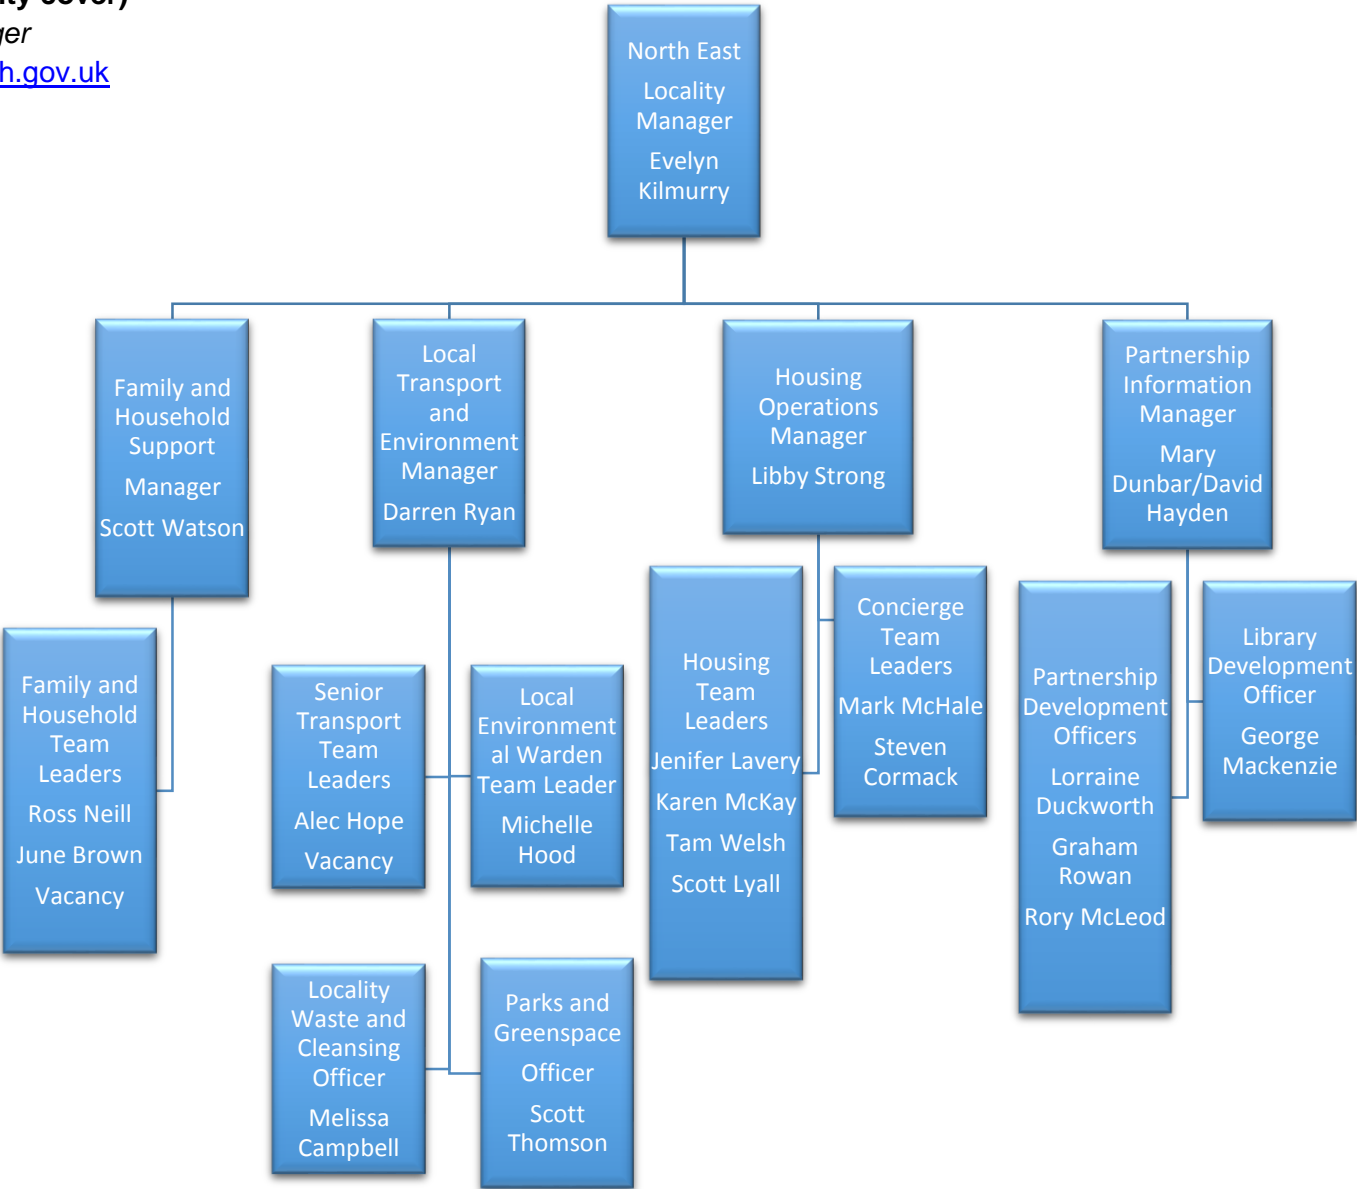 ity cover)
ger
h.gov.uk
North East
Locality
Manager
Evelyn
Kilmurry
Family and
Household
Support
Manager
Scott Watson
Local
Transport
and
Environment
Manager
Darren Ryan
Housing
Operations
Manager
Libby Strong
Partnership
Information
Manager
Mary
Dunbar/David
Hayden
Family and
Household
Team
Leaders
Ross Neill
June Brown
Vacancy
Senior
Transport
Team
Leaders
Alec Hope
Vacancy
Local
Environment
al Warden
Team Leader
Michelle
Hood
Locality
Waste and
Cleansing
Officer
Melissa
Campbell
Parks and
Greenspace
Officer
Scott
Thomson
Housing
Team
Leaders
Jenifer Lavery
Karen McKay
Tam Welsh
Scott Lyall
Concierge
Team
Leaders
Mark McHale
Steven
Cormack
Partnership
Development
Officers
Lorraine
Duckworth
Graham
Rowan
Rory McLeod
Library
Development
Officer
George
Mackenzie